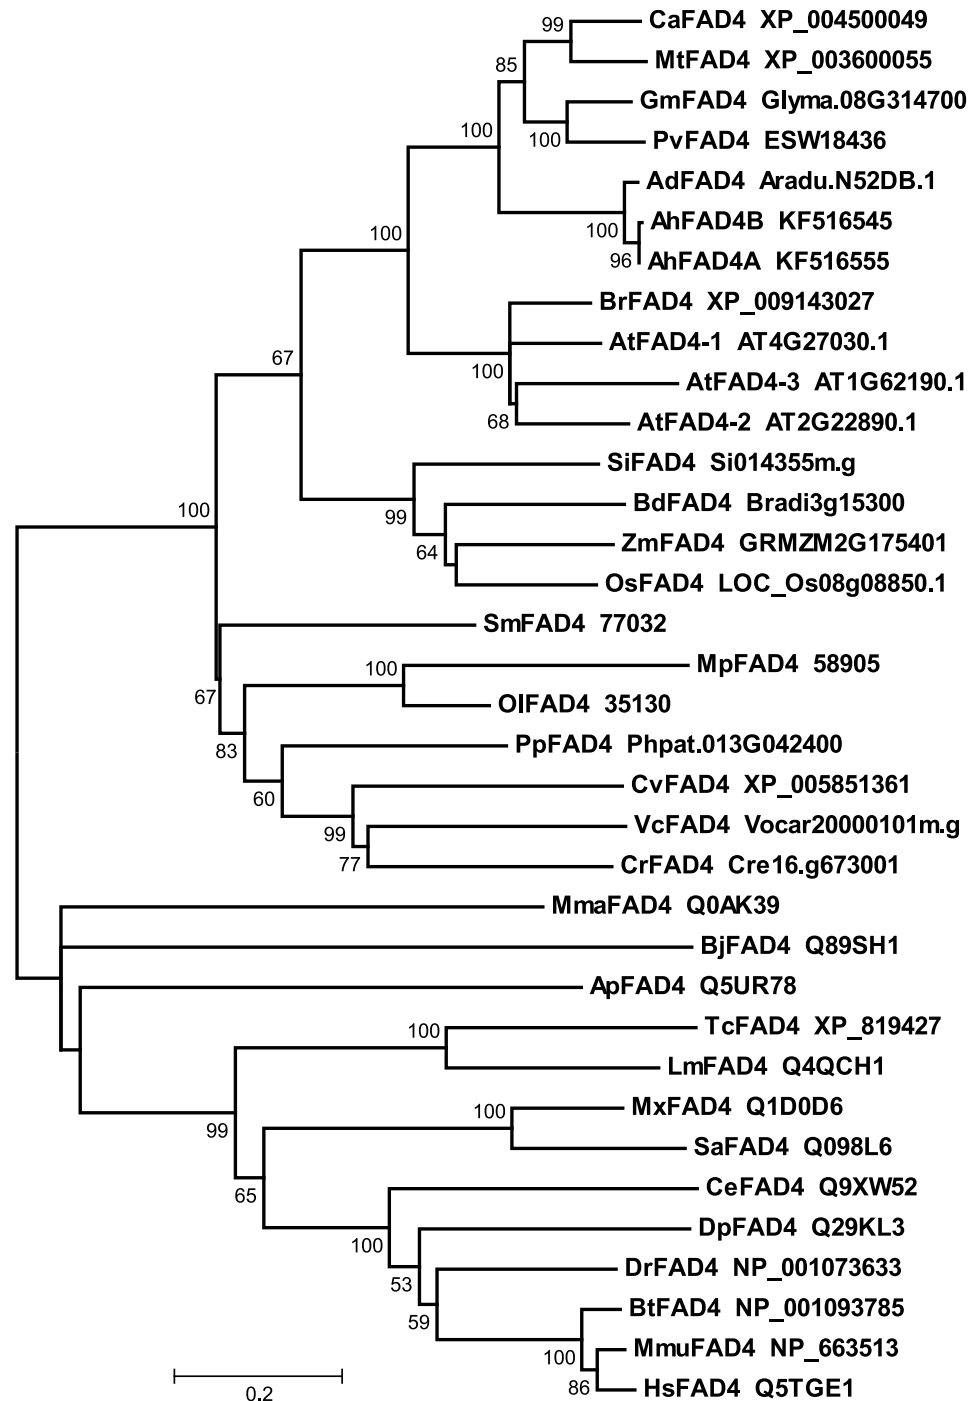 99
CaFAD4 XP_004500049
85
MtFAD4 XP_003600055
GmFAD4 Glyma.08G314700
100
100
PvFAD4 ESW18436
AdFAD4 Aradu.N52DB.1
100
100
AhFAD4B KF516545
96
AhFAD4A KF516555
BrFAD4 XP_009143027
67
AtFAD4-1 AT4G27030.1
100
AtFAD4-3 AT1G62190.1
68
AtFAD4-2 AT2G22890.1
SiFAD4 Si014355m.g
100
99
BdFAD4 Bradi3g15300
64
ZmFAD4 GRMZM2G175401
OsFAD4 LOC_Os08g08850.1
SmFAD4 77032
100
MpFAD4 58905
67
OlFAD4 35130
83
PpFAD4 Phpat.013G042400
60
CvFAD4 XP_005851361
99
VcFAD4 Vocar20000101m.g
77
CrFAD4 Cre16.g673001
MmaFAD4 Q0AK39
BjFAD4 Q89SH1
ApFAD4 Q5UR78
100
TcFAD4 XP_819427
LmFAD4 Q4QCH1
99
100
MxFAD4 Q1D0D6
SaFAD4 Q098L6
65
CeFAD4 Q9XW52
100
DpFAD4 Q29KL3
53
DrFAD4 NP_001073633
59
BtFAD4 NP_001093785
100
MmuFAD4 NP_663513
86
HsFAD4 Q5TGE1
0.2